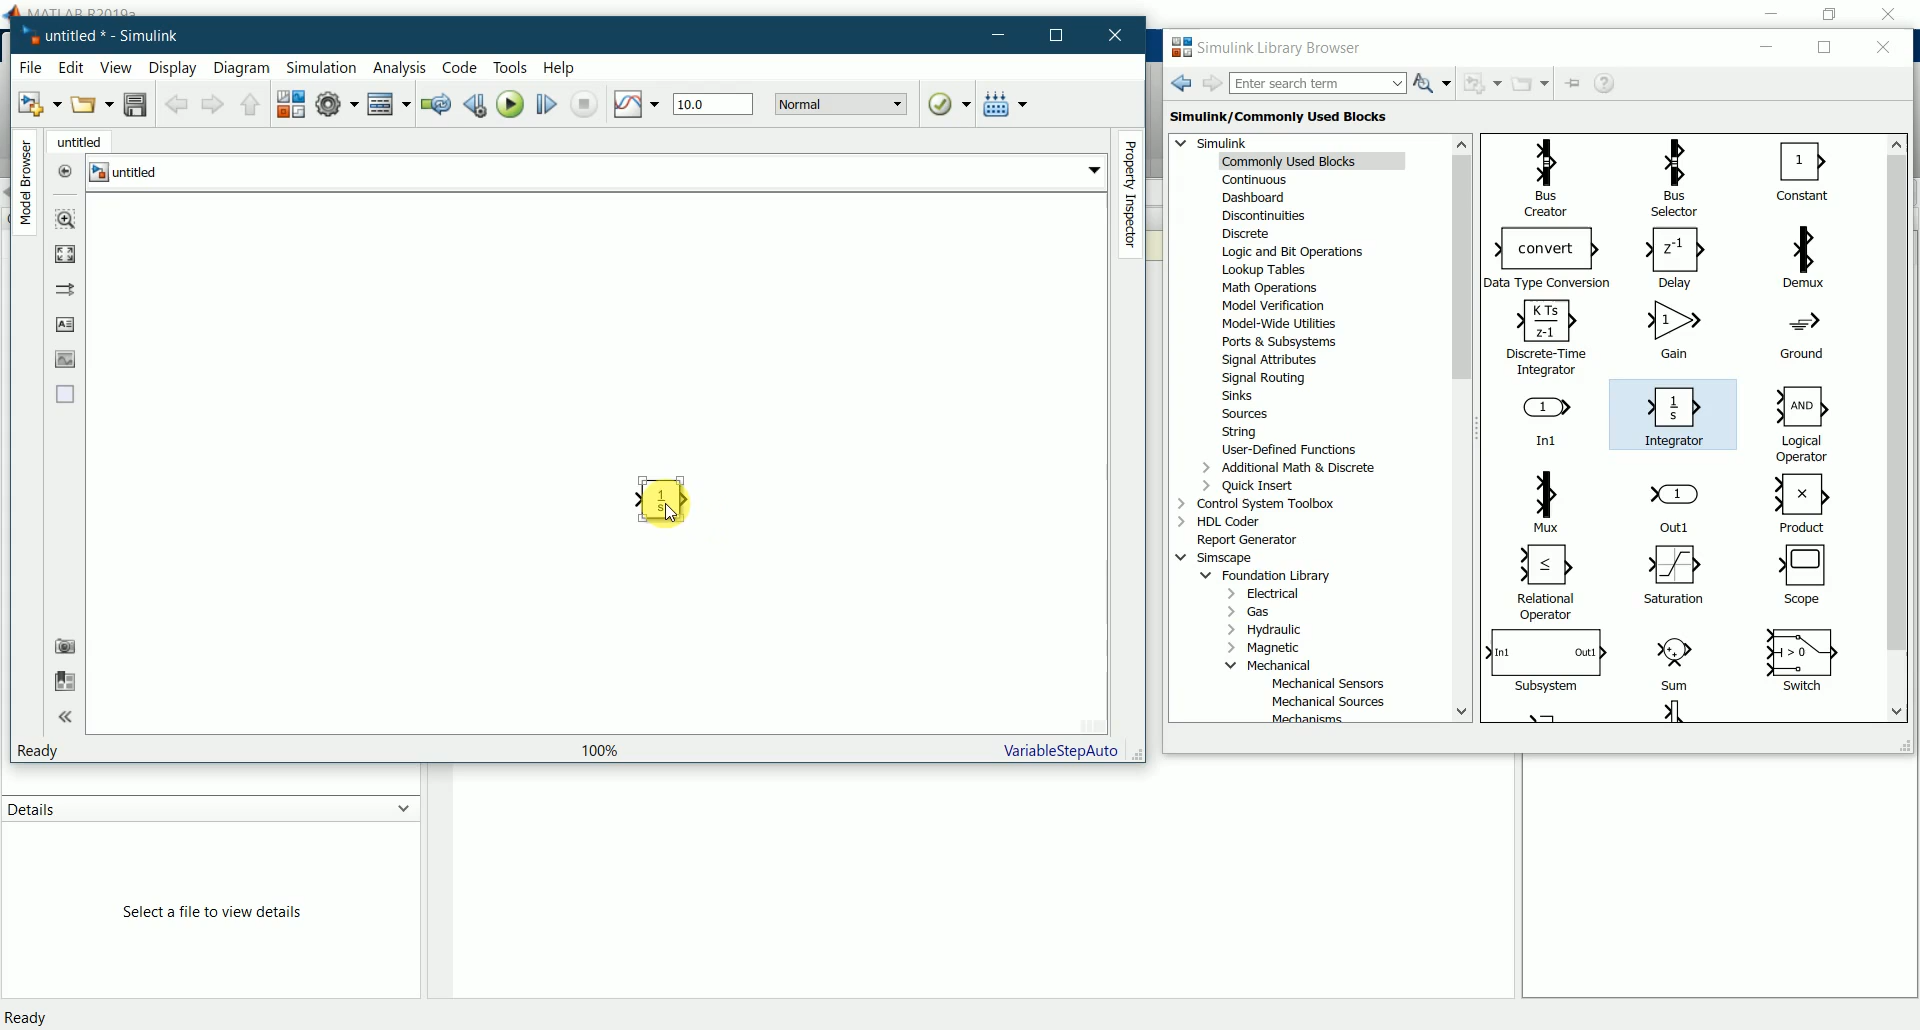 MATLAB R2019a
untitled * - Simulink
File Edit View Display Diagram Simulation Analysis Code Tools Help
10.0 Normal
Model Browser
untitled
untitled
Property Inspector
1
s
Ready 100% VariableStepAuto
Simulink Library Browser
Enter search term
Simulink/Commonly Used Blocks
Simulink
Commonly Used Blocks
Continuous
Dashboard
Discontinuities
Discrete
Logic and Bit Operations
Lookup Tables
Math Operations
Model Verification
Model-Wide Utilities
Ports & Subsystems
Signal Attributes
Signal Routing
Sinks
Sources
String
User-Defined Functions
Additional Math & Discrete
Quick Insert
Control System Toolbox
HDL Coder
Report Generator
Simscape
Foundation Library
Electrical
Gas
Hydraulic
Magnetic
Mechanical
Mechanical Sensors
Mechanical Sources
Mechanisms
1
Bus Creator
Bus Selector
Constant
convert
z-1
Data Type Conversion
Delay
Demux
K Ts
z-1
1
Discrete-Time Integrator
Gain
Ground
1
1
s
AND
In1
Integrator
Logical Operator
1
×
Mux
Out1
Product
≤
Relational Operator
Saturation
Scope
In1 Out1
+
+
> 0
Subsystem
Sum
Switch
Details
Select a file to view details
Ready